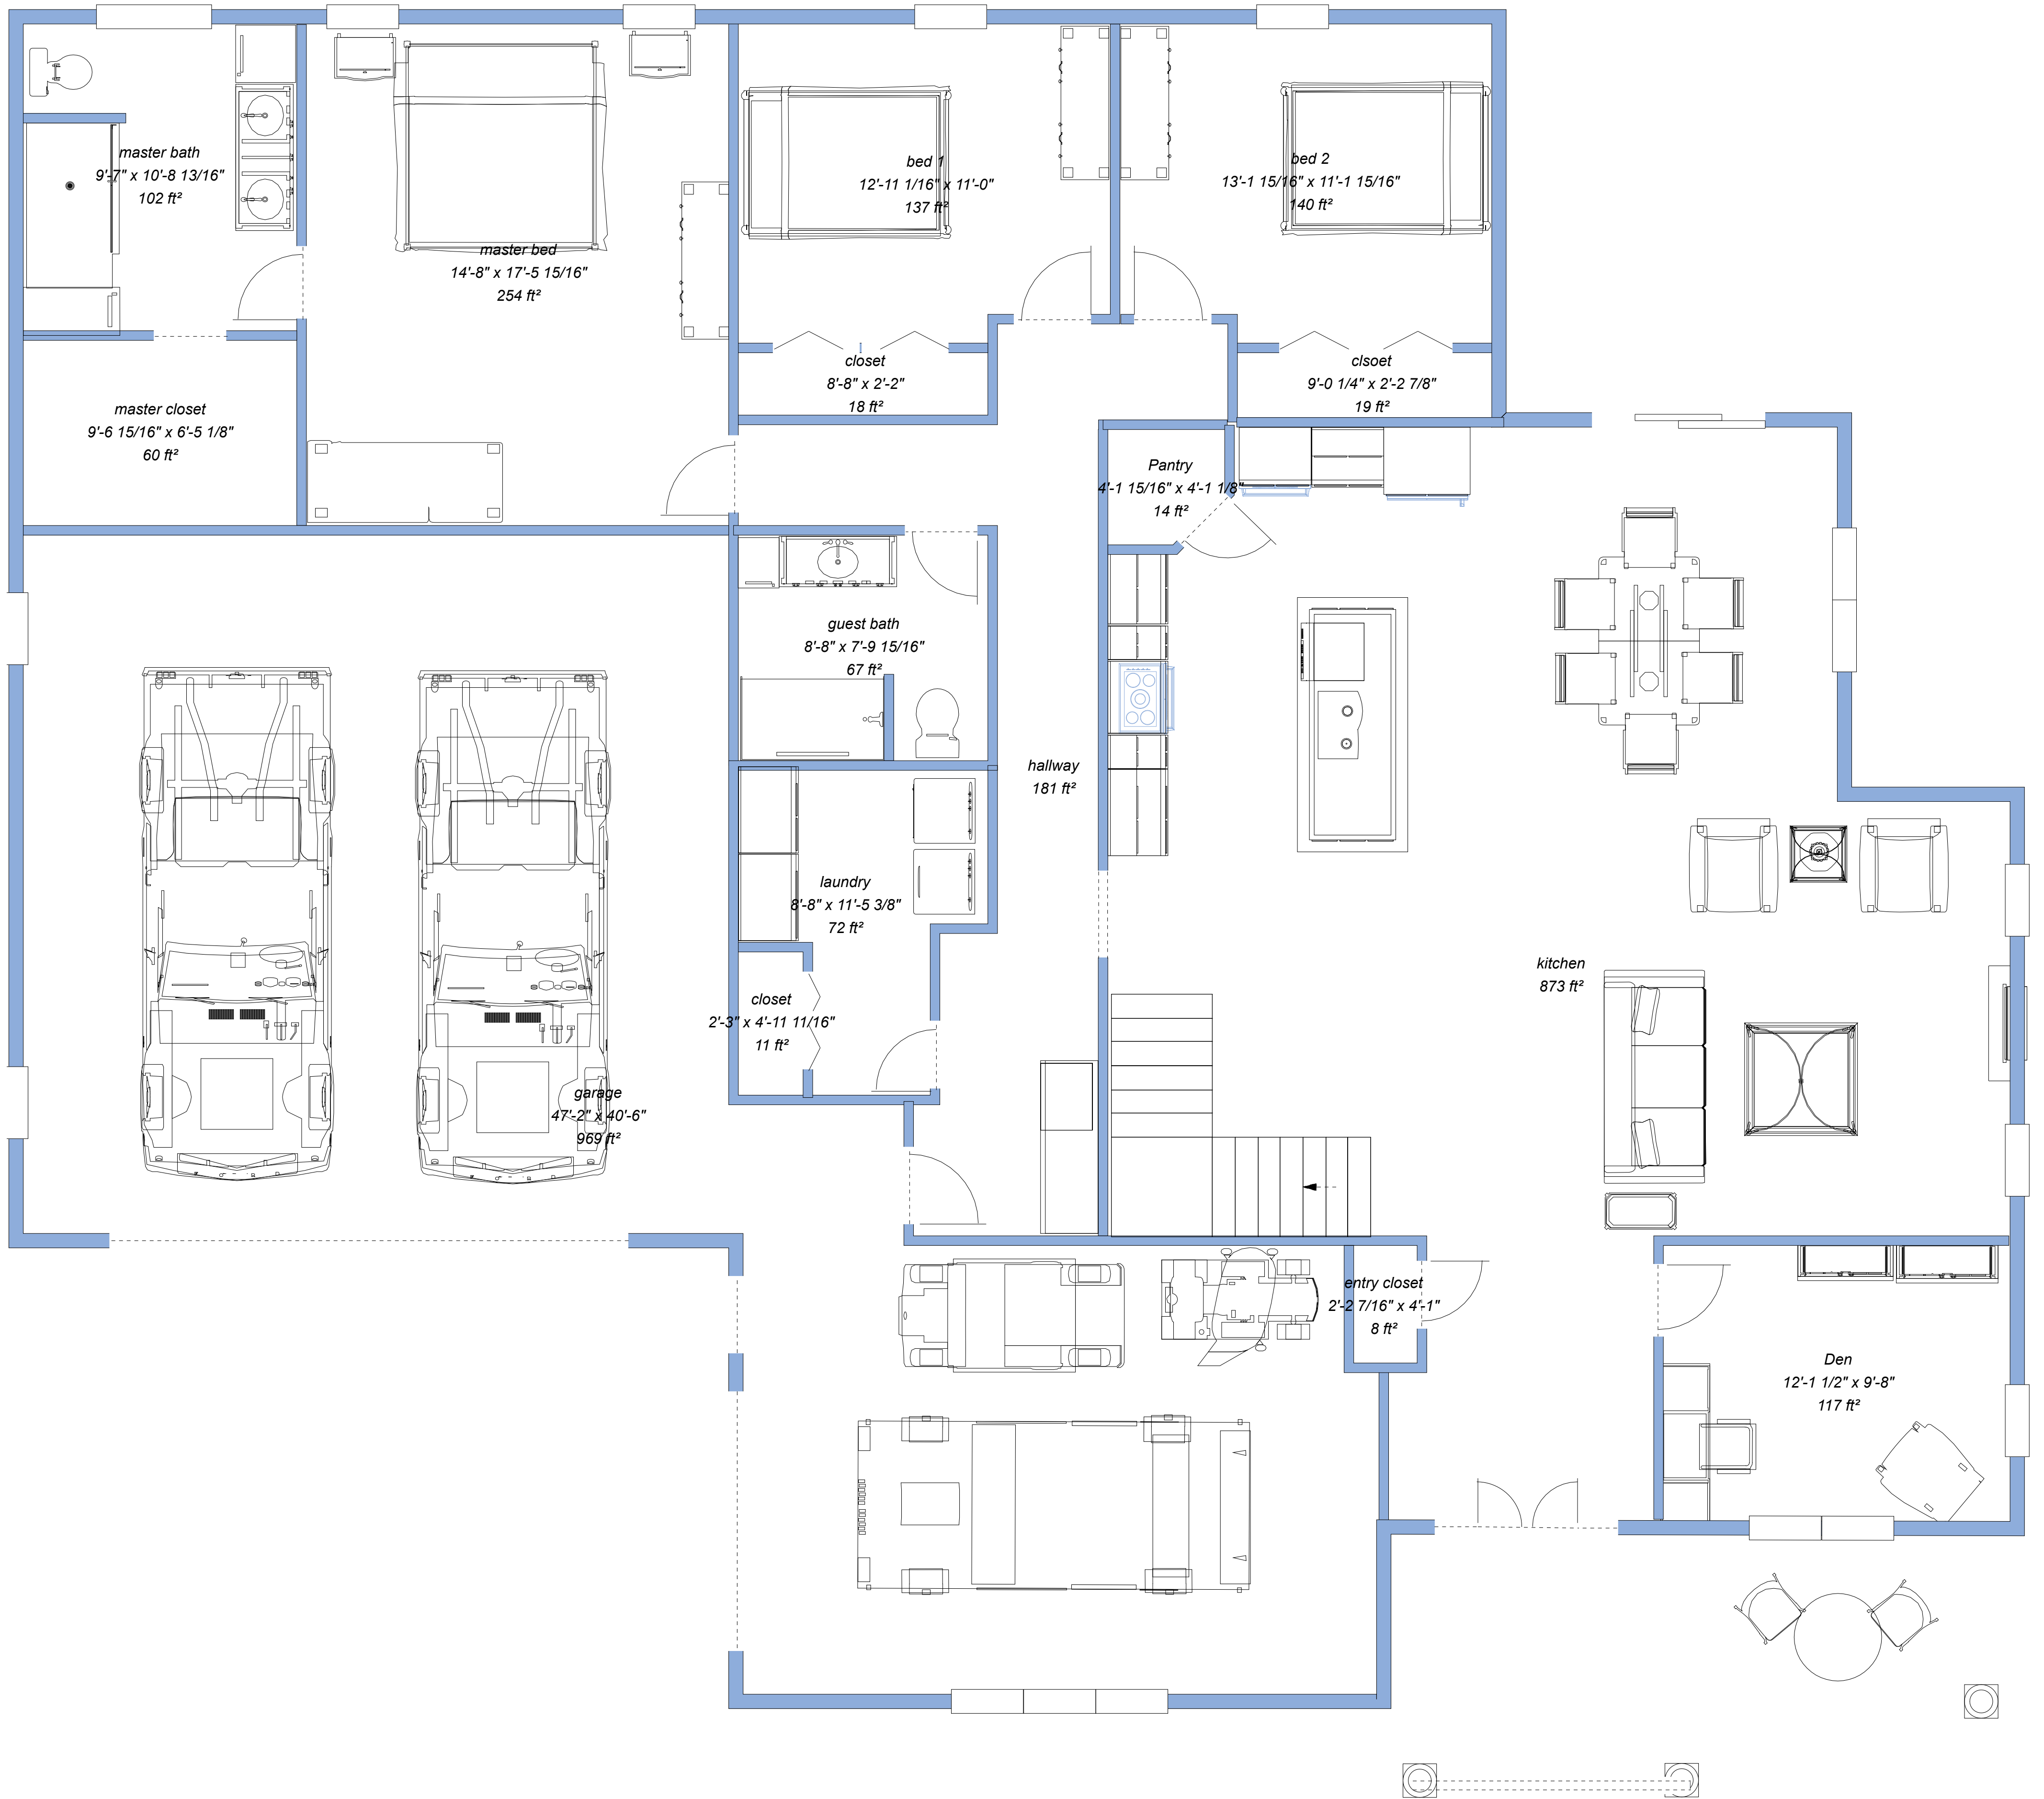 master bath
9'-7" x 10'-8 13/16"
102 ft²
master bed
14'-8" x 17'-5 15/16"
254 ft²
bed 1
12'-11 1/16" x 11'-0"
137 ft²
bed 2
13'-1 15/16" x 11'-1 15/16"
140 ft²
closet
8'-8" x 2'-2"
18 ft²
clsoet
9'-0 1/4" x 2'-2 7/8"
19 ft²
master closet
9'-6 15/16" x 6'-5 1/8"
60 ft²
Pantry
4'-1 15/16" x 4'-1 1/8"
14 ft²
guest bath
8'-8" x 7'-9 15/16"
67 ft²
hallway
181 ft²
laundry
8'-8" x 11'-5 3/8"
72 ft²
kitchen
873 ft²
closet
2'-3" x 4'-11 11/16"
11 ft²
garage
47'-2" x 40'-6"
969 ft²
entry closet
2'-2 7/16" x 4'-1"
8 ft²
Den
12'-1 1/2" x 9'-8"
117 ft²